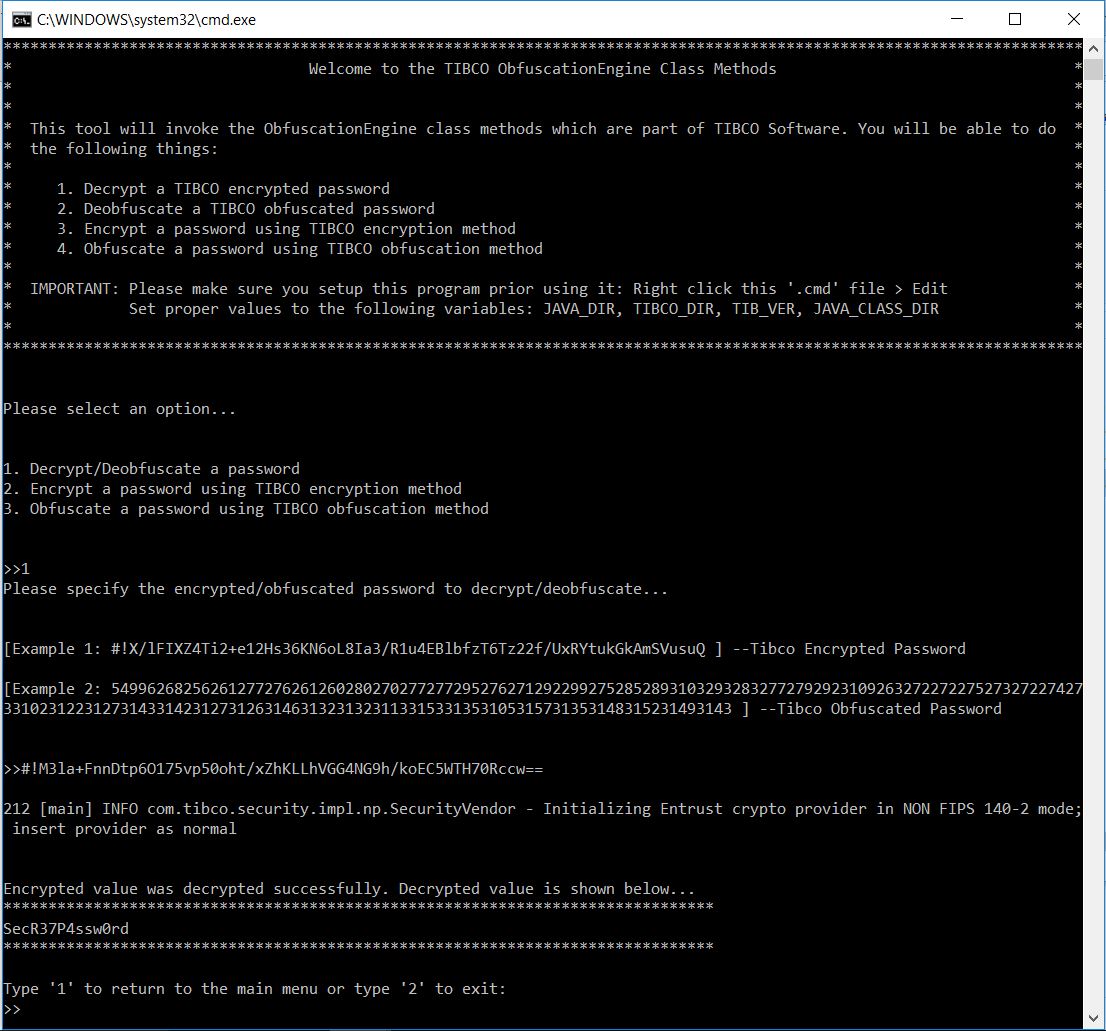 C:\WINDOWS\system32\cmd.exe
************************************************************************************************************************
* Welcome to the TIBCO ObfuscationEngine Class Methods *
* *
* *
* This tool will invoke the ObfuscationEngine class methods which are part of TIBCO Software. You will be able to do *
* the following things: *
* *
* 1. Decrypt a TIBCO encrypted password *
* 2. Deobfuscate a TIBCO obfuscated password *
* 3. Encrypt a password using TIBCO encryption method *
* 4. Obfuscate a password using TIBCO obfuscation method *
* *
* IMPORTANT: Please make sure you setup this program prior using it: Right click this '.cmd' file > Edit *
* Set proper values to the following variables: JAVA_DIR, TIBCO_DIR, TIB_VER, JAVA_CLASS_DIR *
* *
************************************************************************************************************************
Please select an option...
1. Decrypt/Deobfuscate a password
2. Encrypt a password using TIBCO encryption method
3. Obfuscate a password using TIBCO obfuscation method
>>1
Please specify the encrypted/obfuscated password to decrypt/deobfuscate...
[Example 1: #!X/lFIXZ4Ti2+e12Hs36KN6oL8Ia3/R1u4EBlbfzT6Tz22f/UxRYtukGkAmSVusuQ ] --Tibco Encrypted Password
[Example 2: 549962682562612772762612602802702772772952762712922992752852893103293283277279292310926327227227527327227427
331023122312731433142312731263146313231323113315331353105315731353148315231493143 ] --Tibco Obfuscated Password
>>#!M3la+FnnDtp6O175vp50oht/xZhKLLhVGG4NG9h/koEC5WTH70Rccw==
212 [main] INFO com.tibco.security.impl.np.SecurityVendor - Initializing Entrust crypto provider in NON FIPS 140-2 mode;
insert provider as normal
Encrypted value was decrypted successfully. Decrypted value is shown below...
*******************************************************************************
SecR37P4ssw0rd
*******************************************************************************
Type '1' to return to the main menu or type '2' to exit:
>>